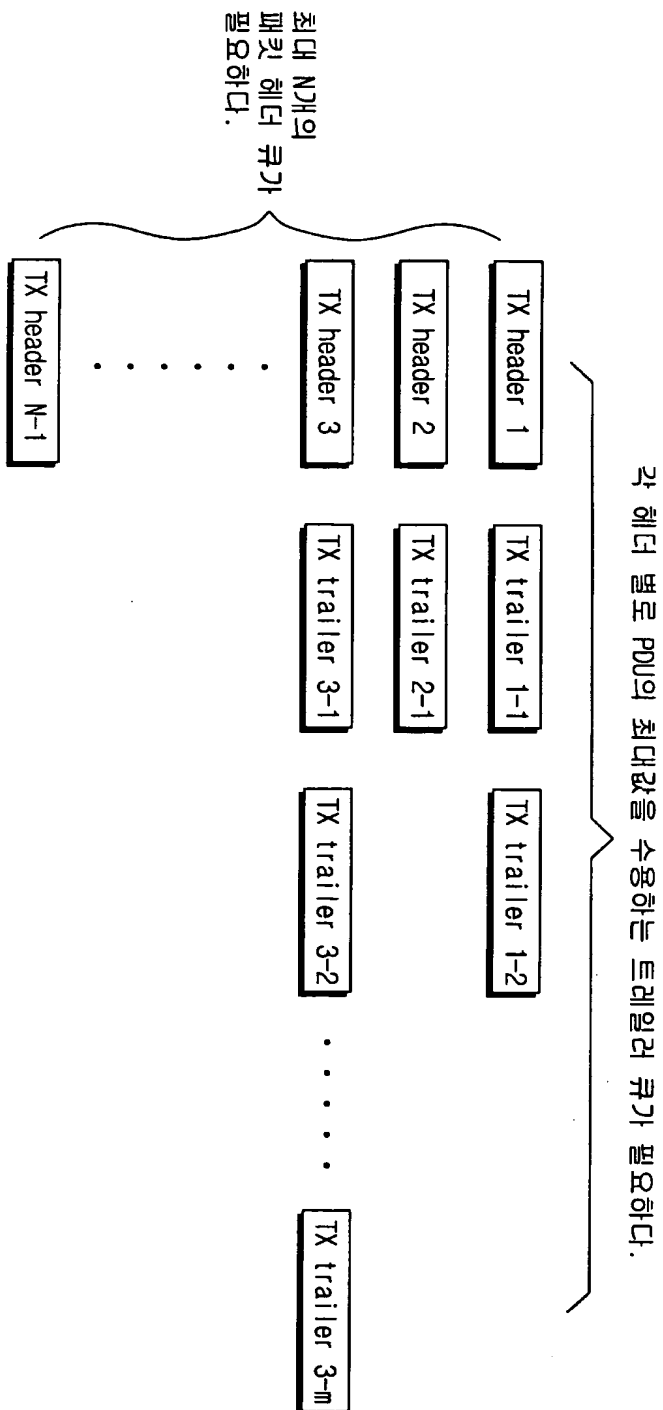 각 헤더 별로 PDU의 최대값을 수용하는 트레일러 큐가 필요하다.
최대 N개의
패킷 헤더 큐가
필요하다.
TX header 1
TX trailer 1-1
TX trailer 1-2
TX header 2
TX trailer 2-1
TX header 3
TX trailer 3-1
TX trailer 3-2
TX trailer 3-m
TX header N-1